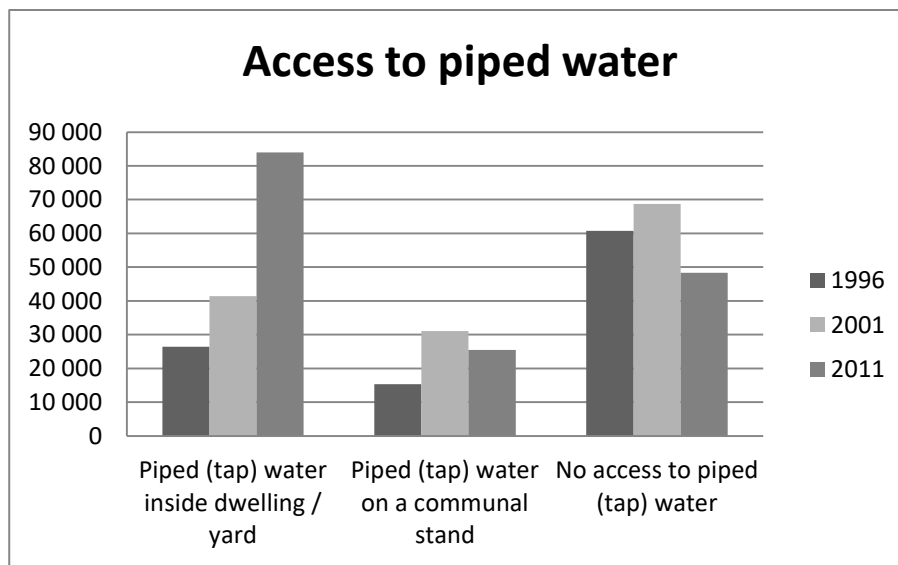 Access to piped water
90 000
80 000
70 000
60 000
50 000
40 000
30 000
20 000
10 000
0
Piped (tap) water
inside dwelling /
yard
Piped (tap) water
on a communal
stand
No access to piped
(tap) water
1996
2001
2011